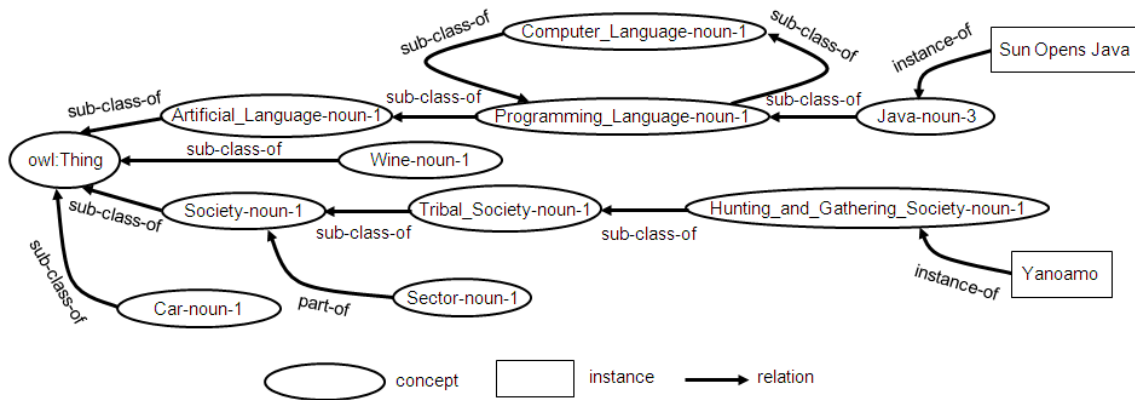 sub-class-of
Computer_Language-noun-1
sub-class-of
instance-of
Sun Opens Java
sub-class-of
Artificial_Language-noun-1
sub-class-of
Programming_Language-noun-1
sub-class-of
Java-noun-3
owl:Thing
sub-class-of
Wine-noun-1
sub-class-of
Society-noun-1
sub-class-of
Tribal_Society-noun-1
sub-class-of
Hunting_and_Gathering_Society-noun-1
sub-class-of
Car-noun-1
part-of
Sector-noun-1
instance-of
Yanoamo
concept
instance
relation